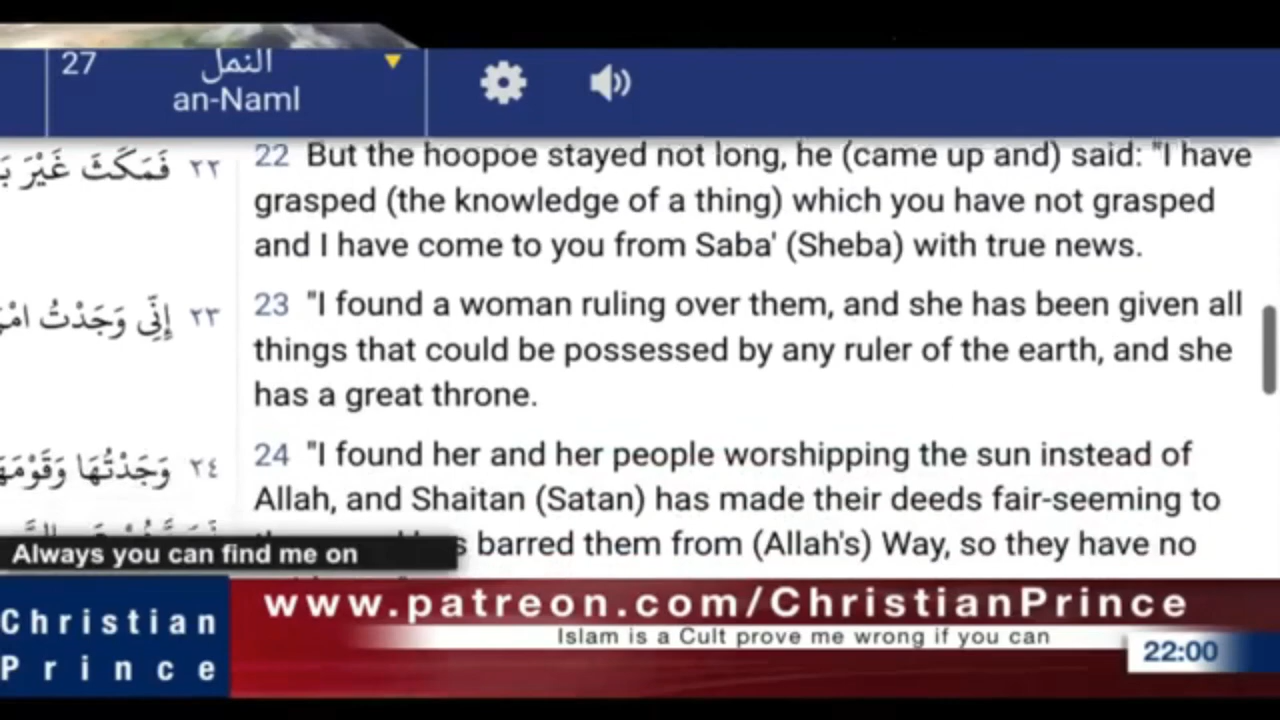 27
النمل
an-Naml
٢٢ فَمَكَثَ غَيْرَ
22 But the hoopoe stayed not long, he (came up and) said: "I have
grasped (the knowledge of a thing) which you have not grasped
and I have come to you from Saba' (Sheba) with true news.
٢٣ إِنِّى وَجَدْتُ
23 "I found a woman ruling over them, and she has been given all
things that could be possessed by any ruler of the earth, and she
has a great throne.
٢٤ وَجَدْتُهَا
24 "I found her and her people worshipping the sun instead of
Allah, and Shaitan (Satan) has made their deeds fair-seeming to
barred them from (Allah's) Way, so they have no
Always you can find me on
Christian
Prince
www.patreon.com/ChristianPrince
Islam is a Cult prove me wrong if you can
22:00